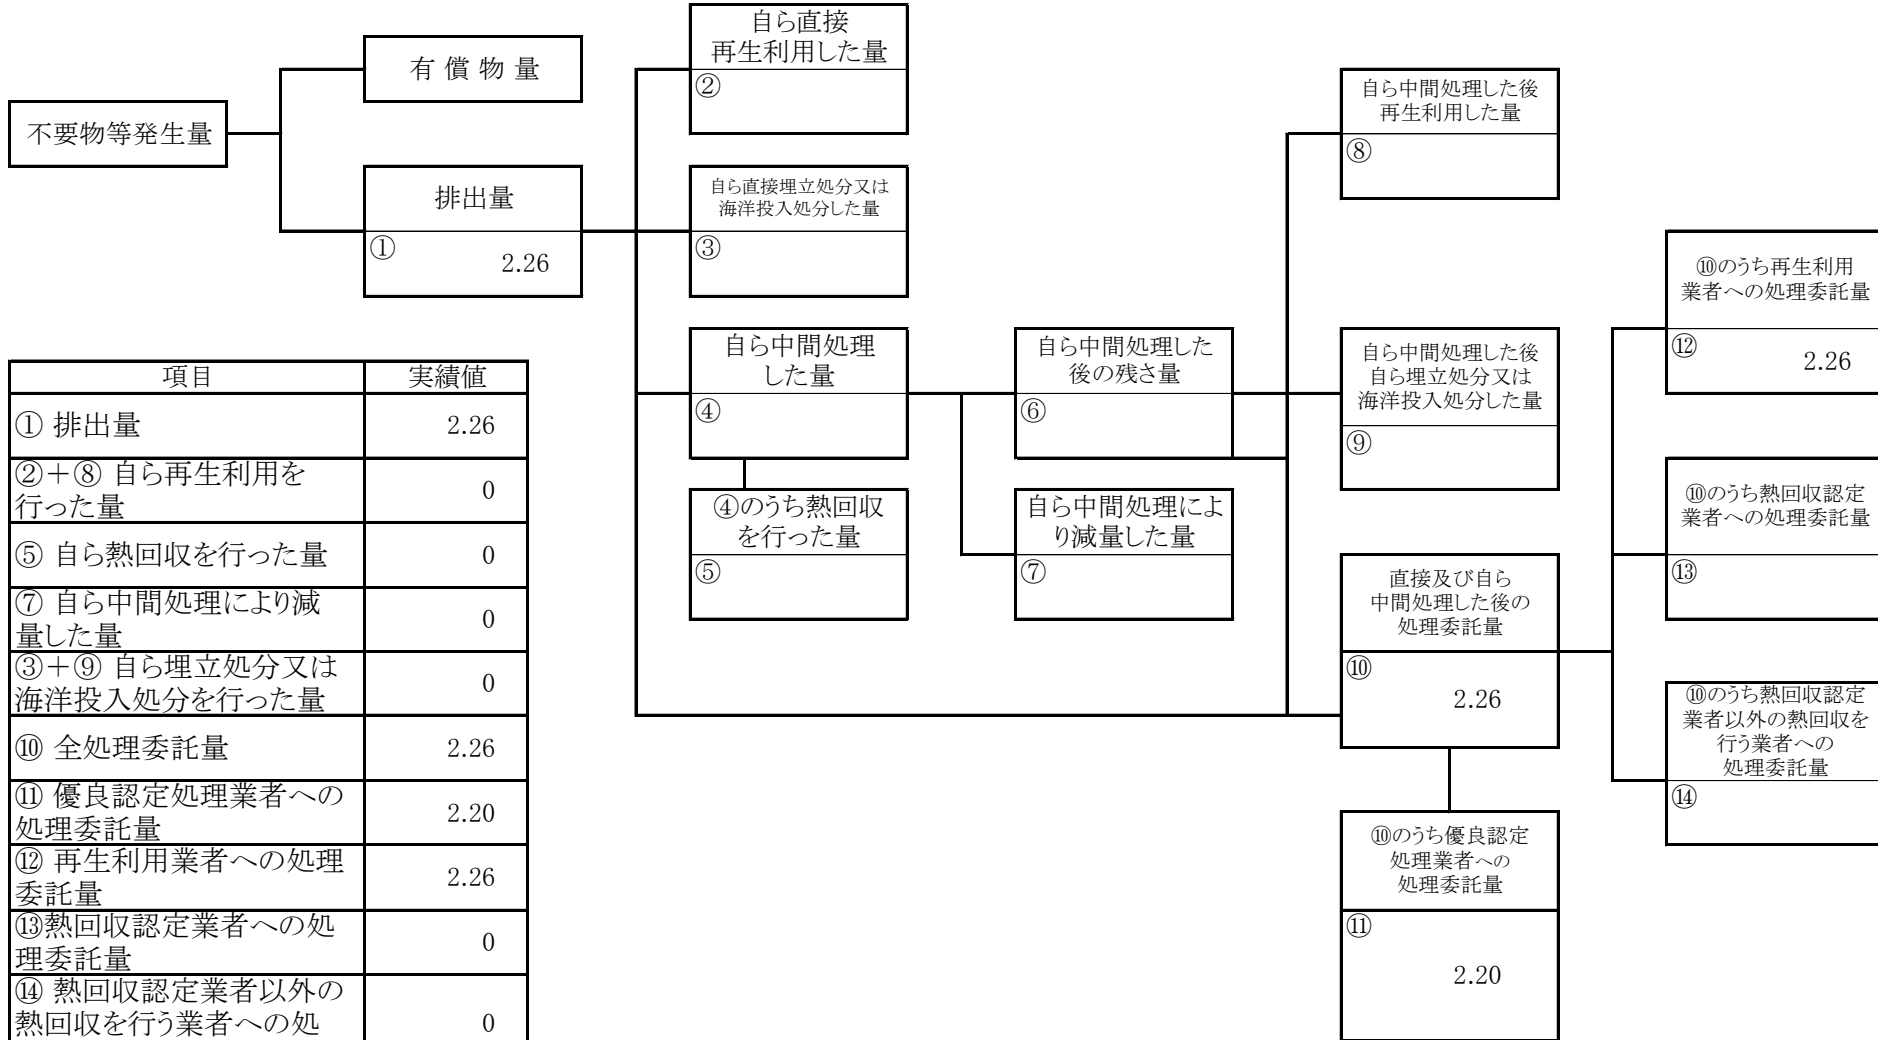 不要物等発生量
有 償 物 量
排出量
①
2.26
自ら直接
再生利用した量
②
自ら直接埋立処分又は
海洋投入処分した量
③
自ら中間処理
した量
④
④のうち熱回収
を行った量
⑤
自ら中間処理した
後の残さ量
⑥
自ら中間処理によ
り減量した量
⑦
自ら中間処理した後
再生利用した量
⑧
自ら中間処理した後
自ら埋立処分又は
海洋投入処分した量
⑨
直接及び自ら
中間処理した後の
処理委託量
⑩
2.26
⑩のうち優良認定
処理業者への
処理委託量
⑪
2.20
⑩のうち再生利用
業者への処理委託量
⑫
2.26
⑩のうち熱回収認定
業者への処理委託量
⑬
⑩のうち熱回収認定
業者以外の熱回収を
行う業者への
処理委託量
⑭
項目 実績値
① 排出量 2.26
②＋⑧ 自ら再生利用を
行った量 0
⑤ 自ら熱回収を行った量 0
⑦ 自ら中間処理により減
量した量 0
③＋⑨ 自ら埋立処分又は
海洋投入処分を行った量 0
⑩ 全処理委託量 2.26
⑪ 優良認定処理業者への
処理委託量 2.20
⑫ 再生利用業者への処理
委託量 2.26
⑬熱回収認定業者への処
理委託量 0
⑭ 熱回収認定業者以外の
熱回収を行う業者への処 0